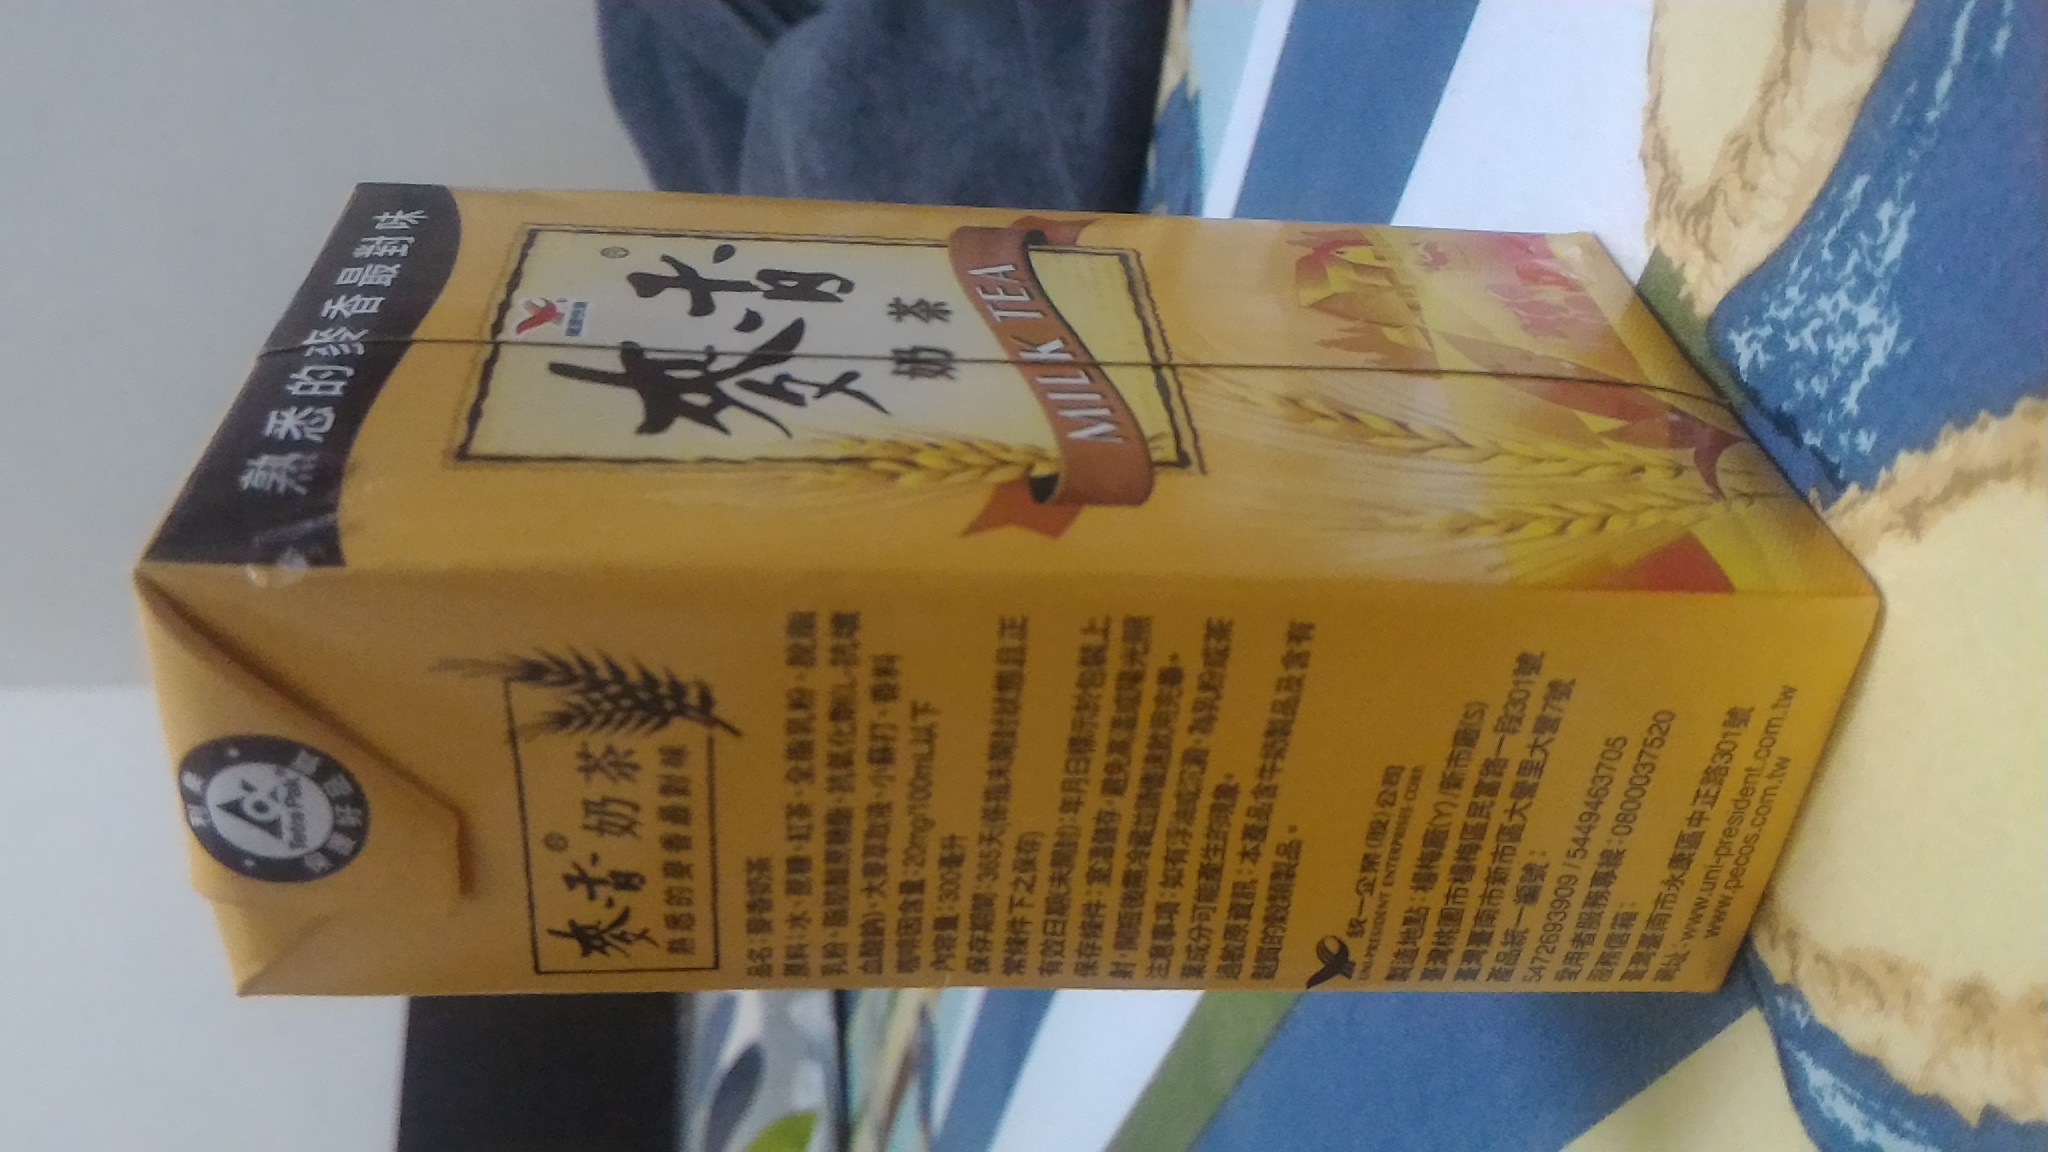 利樂
Tetra Pak
保護好品質
麥香®奶茶
熟悉的麥香最對味
品名:麥香奶茶
原料:水、蔗糖、紅茶、全脂乳粉、脫脂
乳粉、脂肪酸蔗糖酯、抗氧化劑(L-抗壞
血酸鈉)、大麥萃取液、小蘇打、香料
咖啡因含量:20mg/100mL以下
內容量:300毫升
保存期間:365天(係指未開封狀態且正
常條件下之保存)
有效日期(未開封):年月日標示於包裝上
保存條件:室溫儲存,避免高溫或陽光照
射,開瓶後需冷藏並請儘速飲用完畢。
注意事項:如有浮油或沉澱,為乳粉或茶
葉成分可能產生的現象。
過敏原資訊:本產品含牛奶製品及含有
麩質的穀類製品。
統一企業(股)公司
UNI-PRESIDENT ENTERPRISES CORP.
製造地點:楊梅廠(Y)/新市廠(S)
臺灣桃園市楊梅區民富路一段301號
臺灣臺南市新市區大營里大營7號
產品統一編號:
5472693909/5449463705
愛用者服務專線:0800037520
服務信箱:
臺灣臺南市永康區中正路301號
網址:www.uni-president.com.tw
www.pecos.com.tw
熟悉的麥香最對味
健康快樂
麥香®
奶茶
MILK TEA